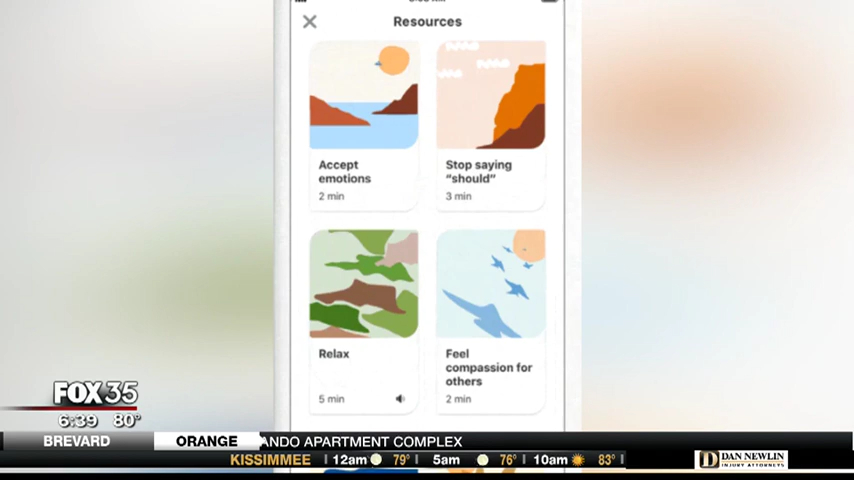 Resources
Accept
emotions
2 min
Stop saying
"should"
3 min
Relax
5 min
Feel
compassion for
others
2 min
FOX 35
6:39 80°
BREVARD ORANGE ANDO APARTMENT COMPLEX
KISSIMMEE 12am 79° 5am 76° 10am 83°
D DAN NEWLIN
INJURY ATTORNEYS